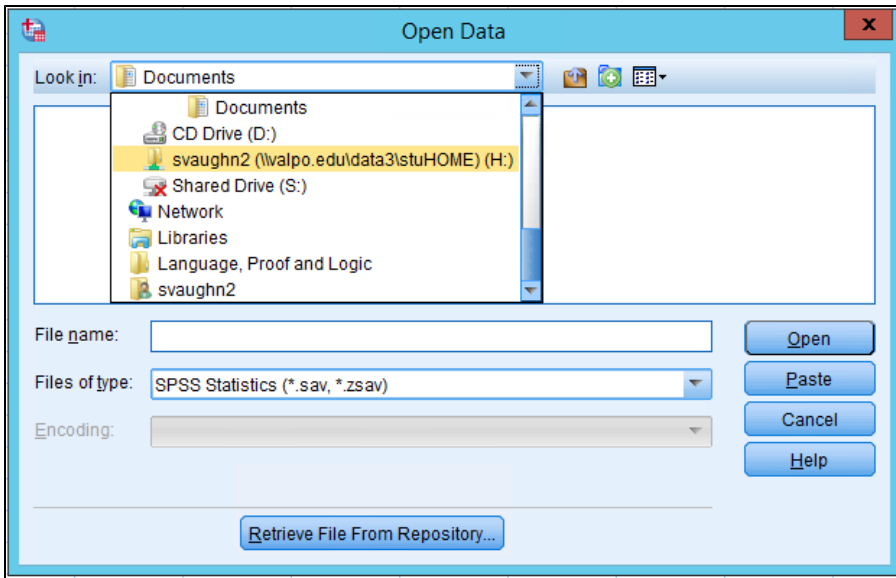 Open Data
x
Look in: Documents
Documents
CD Drive (D:)
svaughn2 (\\valpo.edu\data3\stuHOME) (H:)
Shared Drive (S:)
Network
Libraries
Language, Proof and Logic
svaughn2
File name:
Open
Files of type: SPSS Statistics (*.sav, *.zsav)
Paste
Encoding:
Cancel
Help
Retrieve File From Repository...